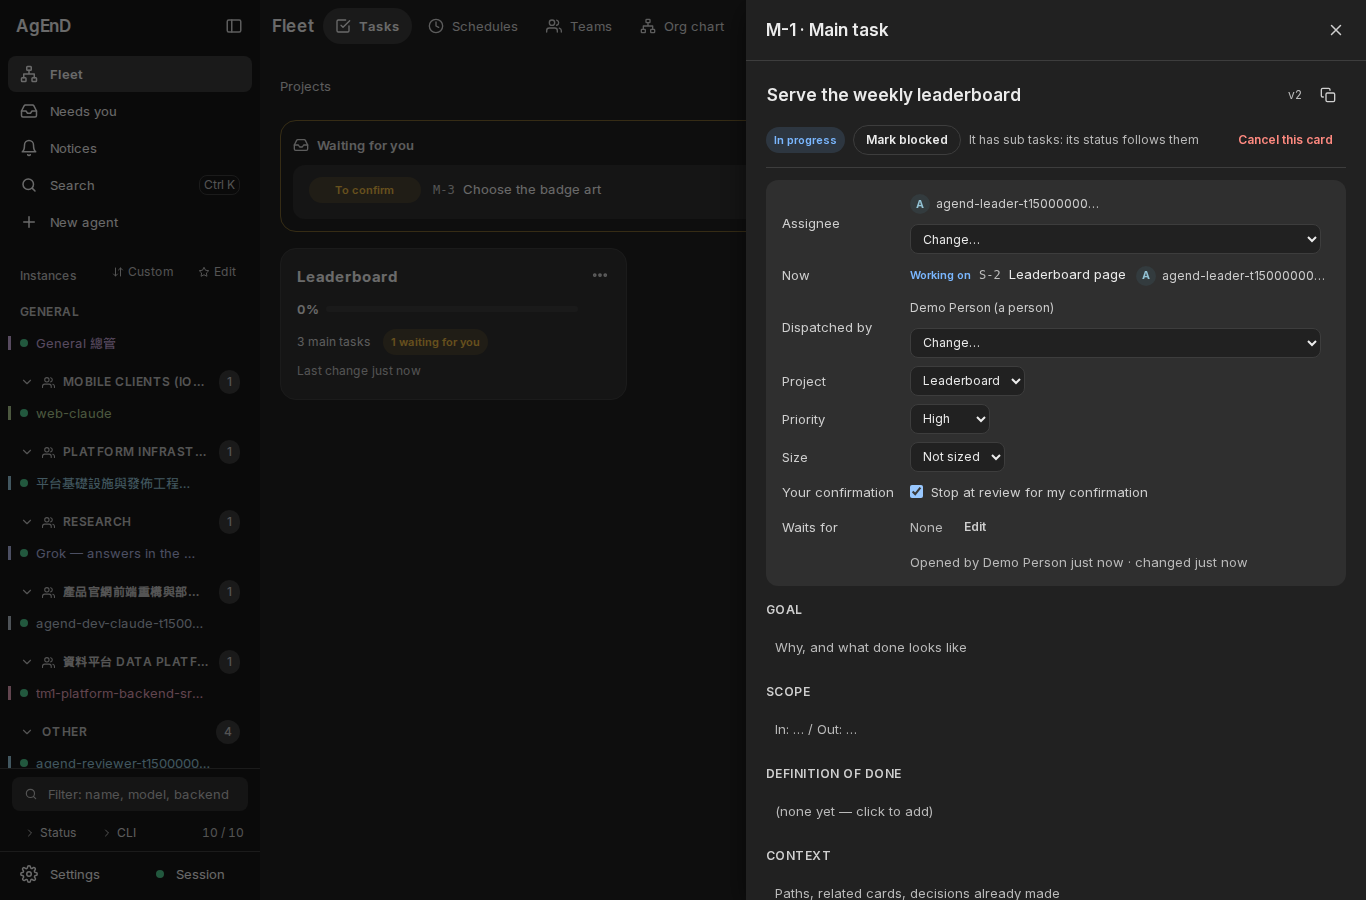 AgEnD
Fleet
Needs you
Notices
Search
Ctrl K
New agent
Instances
Custom
Edit
GENERAL
General 總管
MOBILE CLIENTS (IO...
1
web-claude
PLATFORM INFRAST...
1
平台基礎設施與發佈工程...
RESEARCH
1
Grok — answers in the ...
1
agend-dev-claude-t1500...
資料平台 DATA PLATF...
1
tm1-platform-backend-sr...
OTHER
4
agend-reviewer-t1500000...
Filter: name, model, backend
Status
CLI
10 / 10
Settings
Session
Fleet
Tasks
Schedules
Teams
Org chart
Projects
Waiting for you
To confirm
M-3 Choose the badge art
Leaderboard
0%
3 main tasks
1 waiting for you
Last change just now
M-1 · Main task
Serve the weekly leaderboard
v2
In progress
Mark blocked
It has sub tasks: its status follows them
Cancel this card
Assignee
A agend-leader-t15000000...
Change...
Now
Working on S-2 Leaderboard page A agend-leader-t15000000...
Dispatched by
Demo Person (a person)
Change...
Project
Leaderboard
Priority
High
Size
Not sized
Your confirmation
Stop at review for my confirmation
Waits for
None
Edit
Opened by Demo Person just now · changed just now
GOAL
Why, and what done looks like
SCOPE
In: ... / Out: ...
DEFINITION OF DONE
(none yet — click to add)
CONTEXT
Paths, related cards, decisions already made